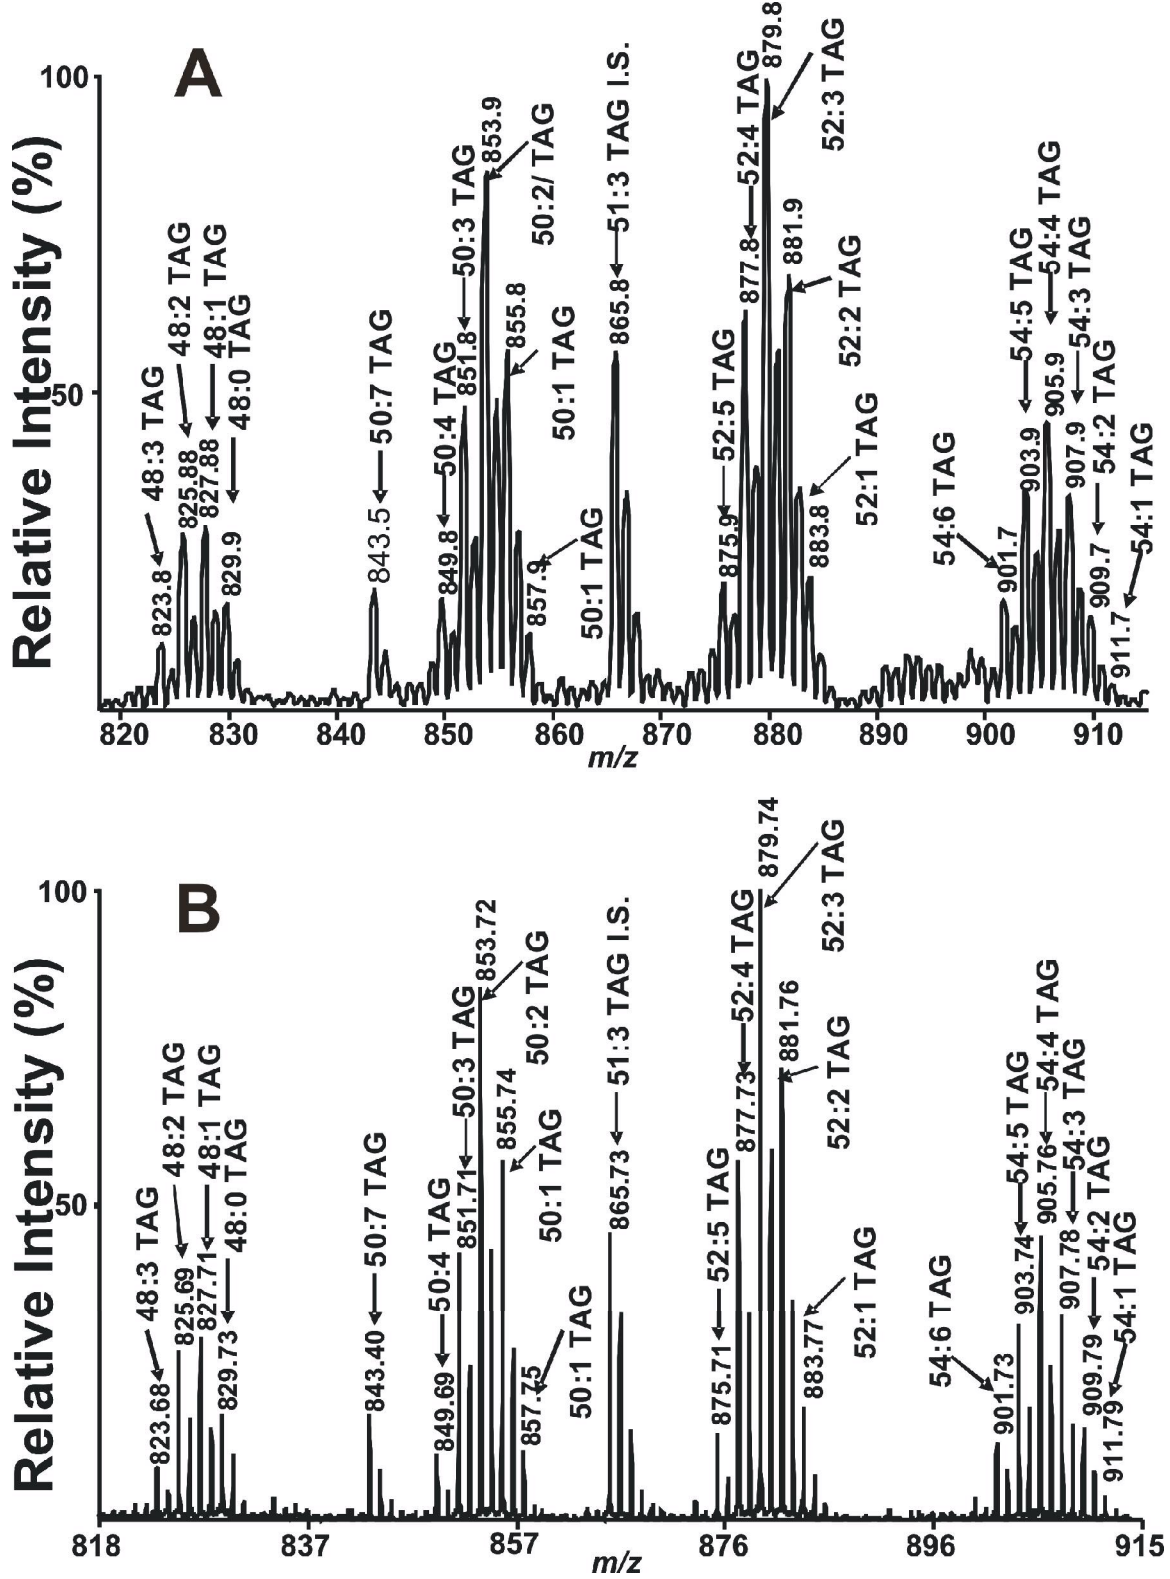 A
Relative Intensity (%)
100
50
48:3 TAG
823.8
48:2 TAG
825.88
48:1 TAG
827.88
48:0 TAG
829.9
50:7 TAG
843.5
50:4 TAG
849.8
50:3 TAG
851.8
853.9
50:2/ TAG
855.8
50:1 TAG
857.9
50:1 TAG
51:3 TAG I.S.
865.8
52:5 TAG
875.9
52:4 TAG
877.8
879.8
52:3 TAG
881.9
52:2 TAG
883.8
52:1 TAG
54:6 TAG
901.7
54:5 TAG
903.9
54:4 TAG
905.9
54:3 TAG
907.9
54:2 TAG
909.7
54:1 TAG
911.7
820 830 840 850 860 870 880 890 900 910
m/z
B
Relative Intensity (%)
100
50
48:3 TAG
823.68
48:2 TAG
825.69
48:1 TAG
827.71
48:0 TAG
829.73
50:7 TAG
843.40
50:4 TAG
849.69
50:3 TAG
851.71
853.72
50:2 TAG
855.74
50:1 TAG
857.75
50:1 TAG
51:3 TAG I.S.
865.73
52:5 TAG
875.71
52:4 TAG
877.73
879.74
52:3 TAG
881.76
52:2 TAG
883.77
52:1 TAG
54:6 TAG
901.73
54:5 TAG
903.74
54:4 TAG
905.76
54:3 TAG
907.78
54:2 TAG
909.79
54:1 TAG
911.79
818 837 857 876 896 915
m/z